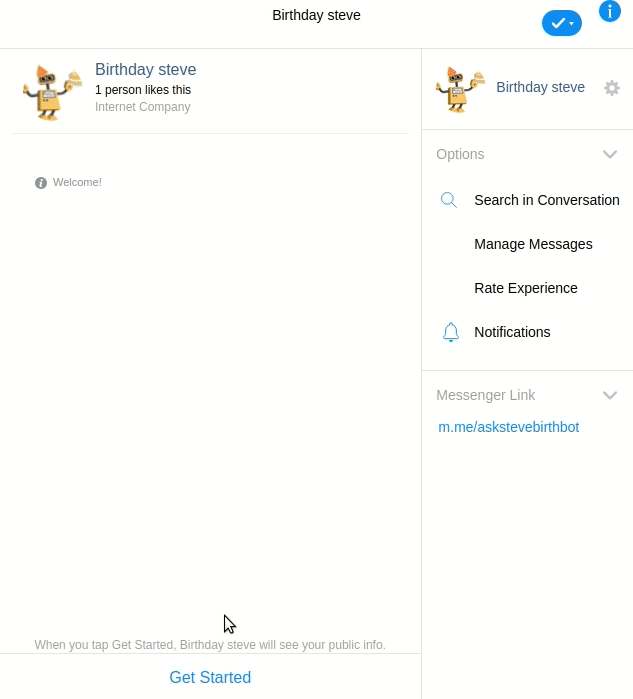 Birthday steve
Birthday steve
1 person likes this
Internet Company
Welcome!
When you tap Get Started, Birthday steve will see your public info.
Get Started
Birthday steve
Options
Search in Conversation
Manage Messages
Rate Experience
Notifications
Messenger Link
m.me/askstevebirthbot